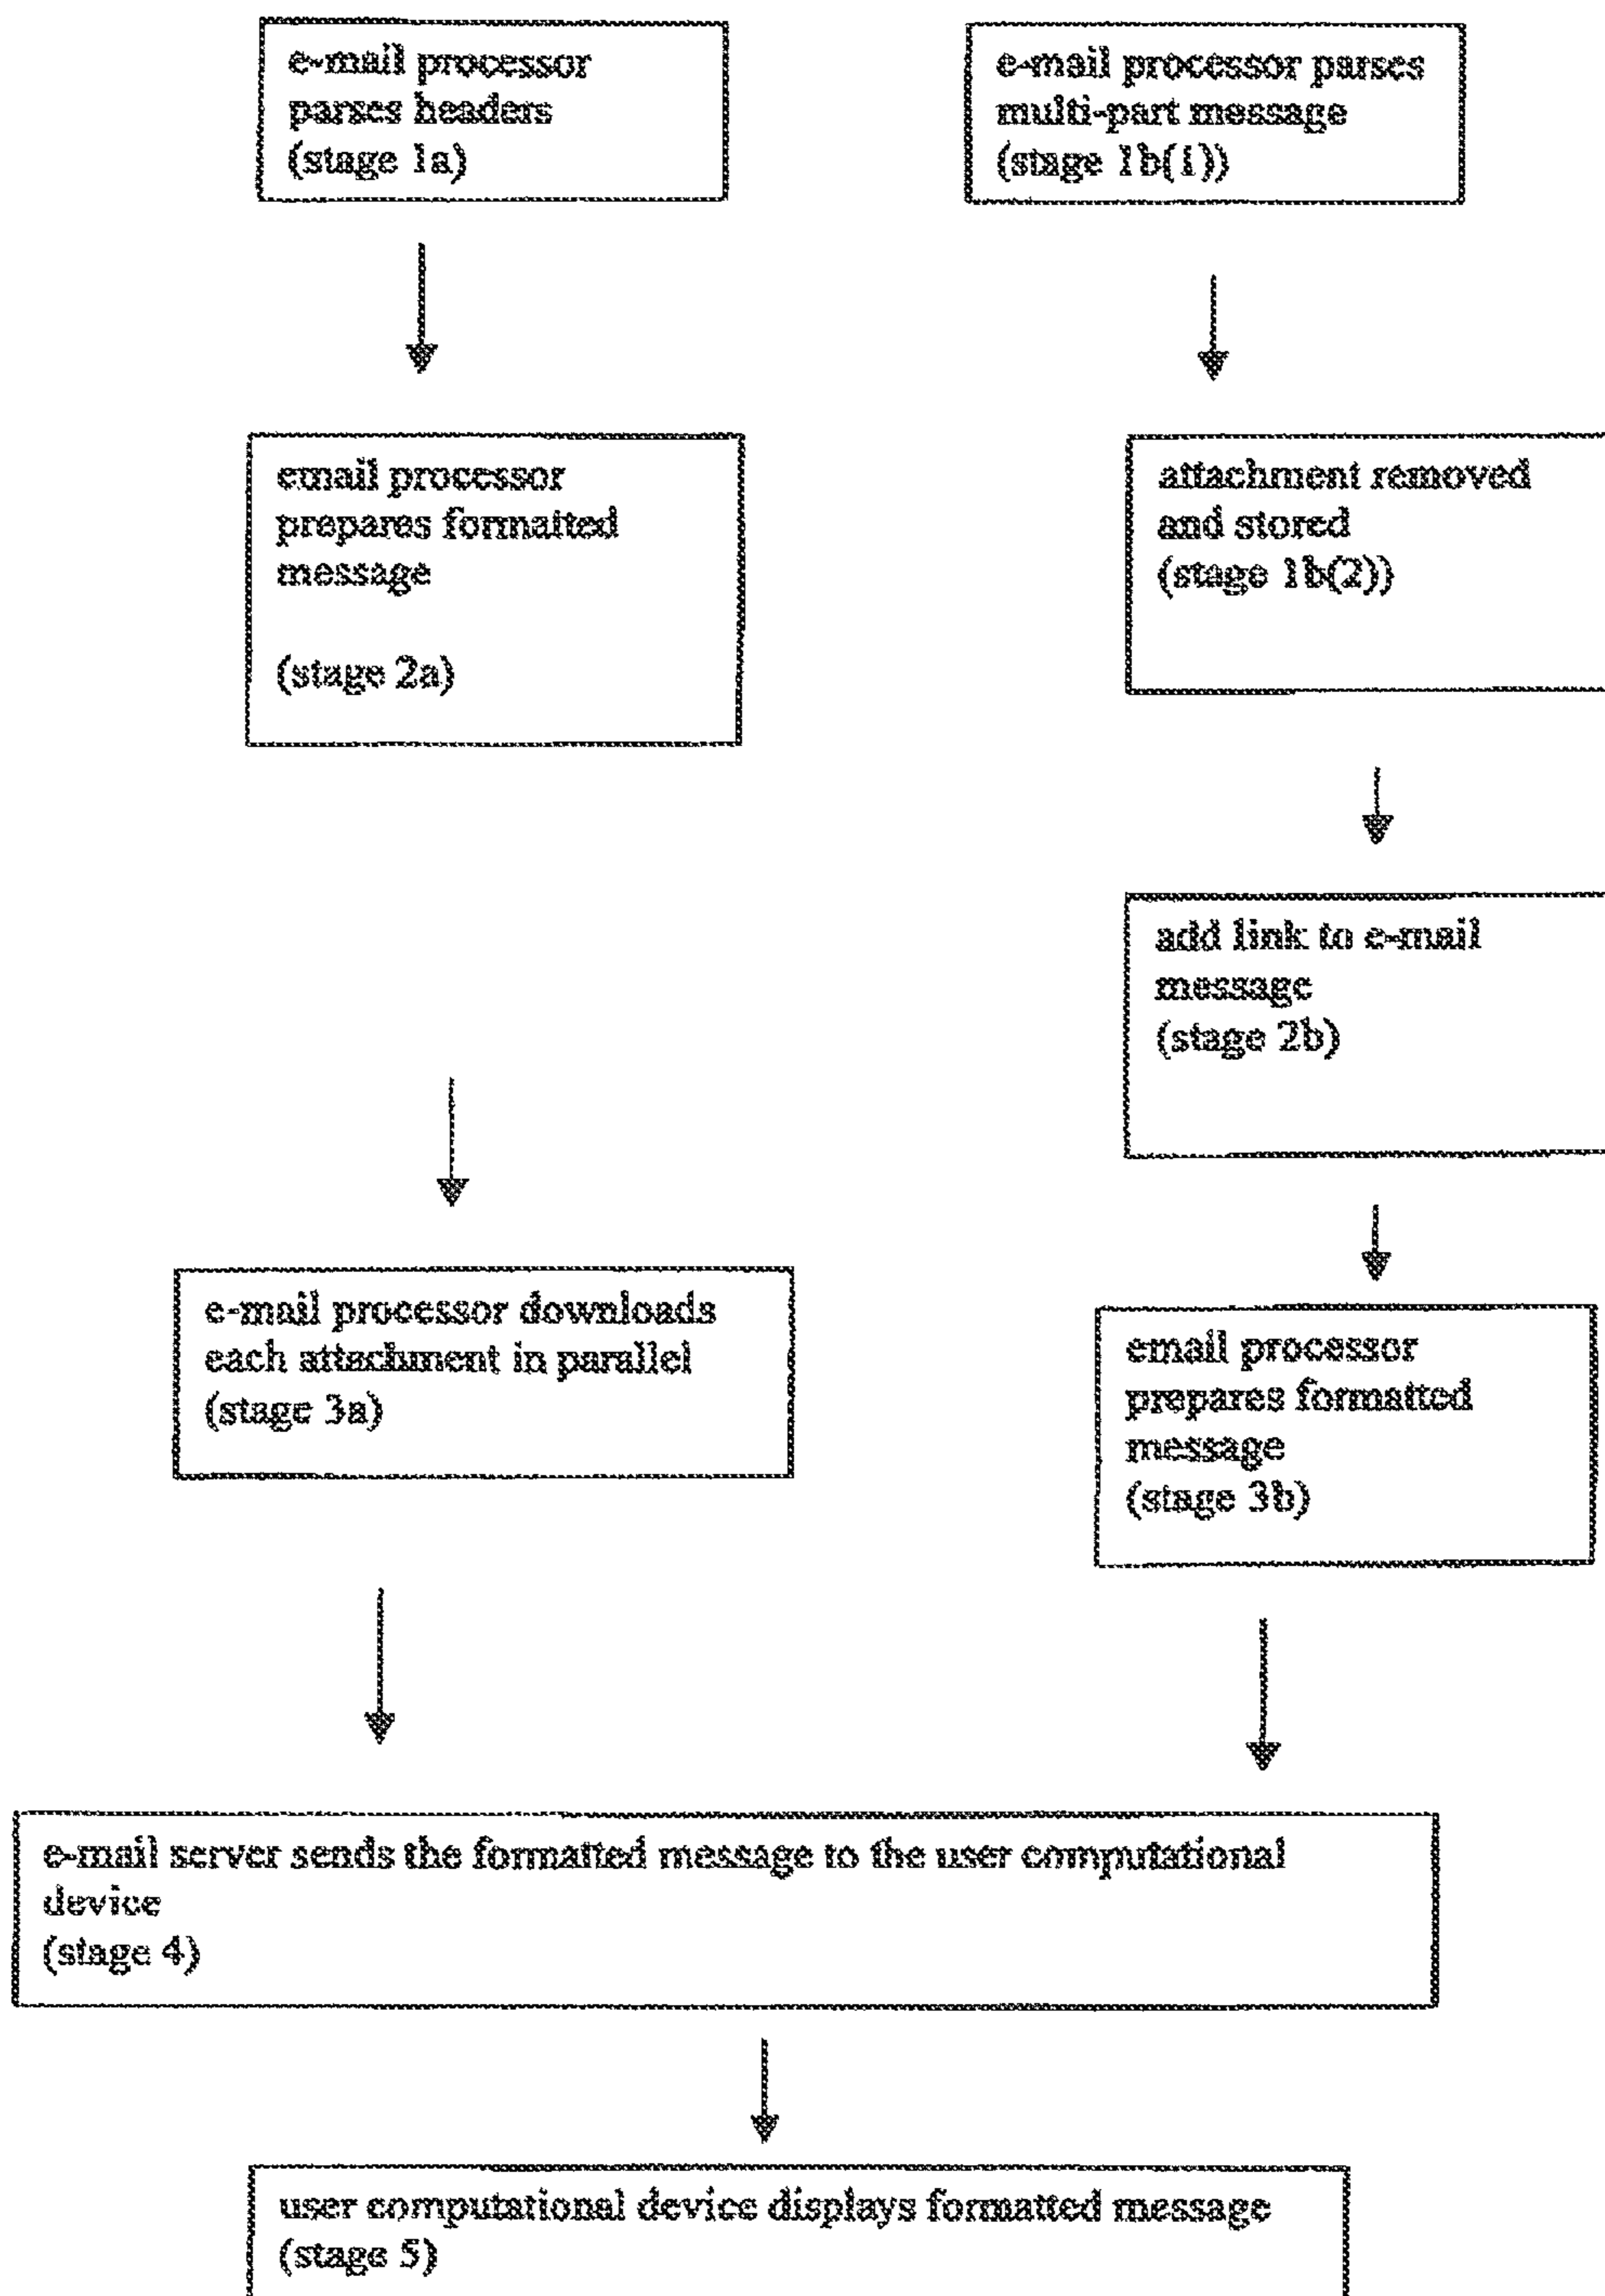 e-mail processor
parses headers
(stage 1a)
e-mail processor parses
multi-part message
(stage 1b(1))
email processor
prepares formatted
message
(stage 2a)
attachment removed
and stored
(stage 1b(2))
add link to e-mail
message
(stage 2b)
e-mail processor downloads
each attachment in parallel
(stage 3a)
email processor
prepares formatted
message
(stage 3b)
e-mail server sends the formatted message to the user computational
device
(stage 4)
user computational device displays formatted message
(stage 5)